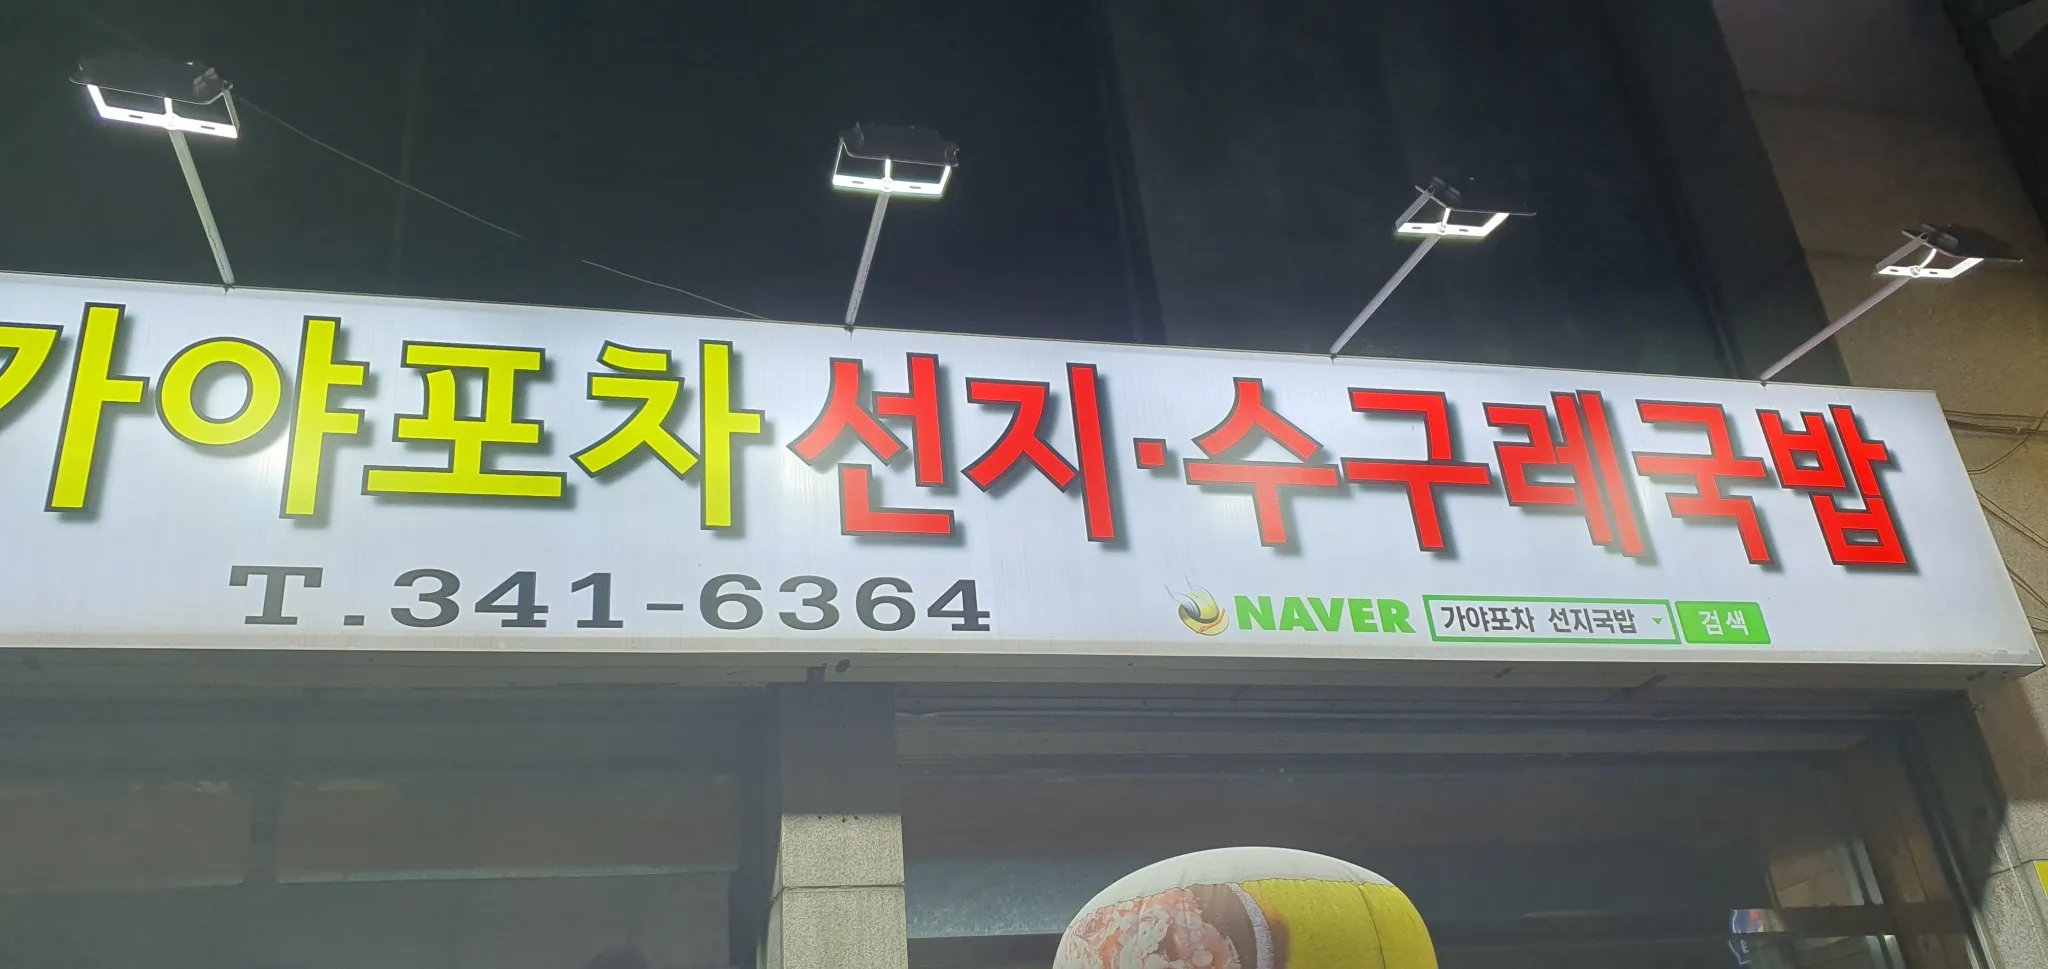 가야포차 선지·수구레국밥
T.341-6364
NAVER 가야포차 선지국밥 검색